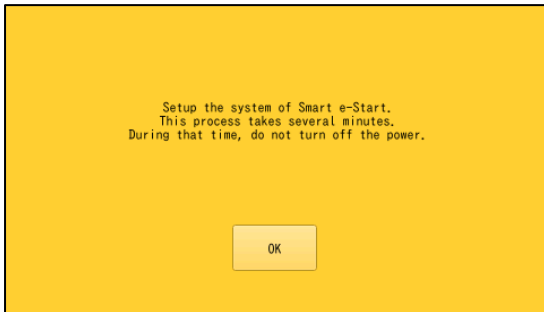 Setup the system of Smart e-Start.
This process takes several minutes.
During that time, do not turn off the power.
OK